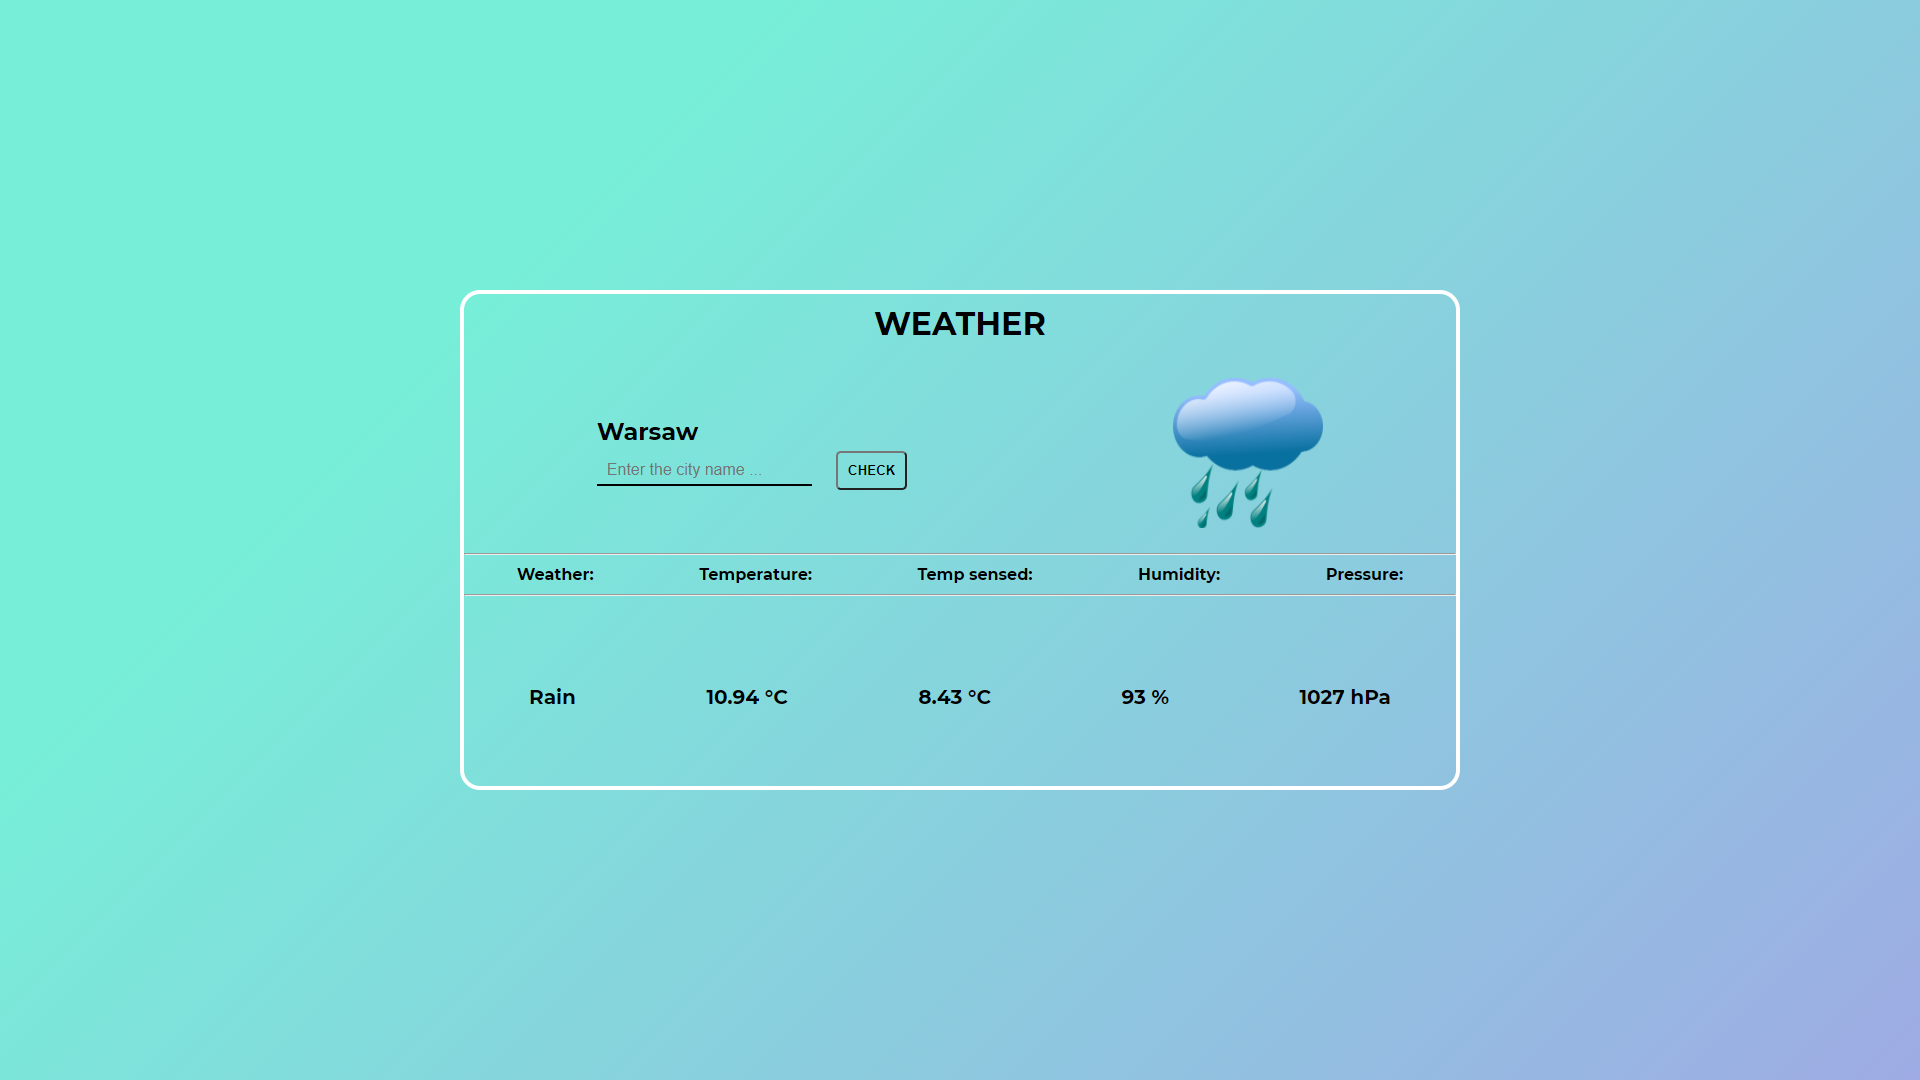 WEATHER
Warsaw
Enter the city name ...
CHECK
Weather: Temperature: Temp sensed: Humidity: Pressure:
Rain 10.94 °C 8.43 °C 93 % 1027 hPa